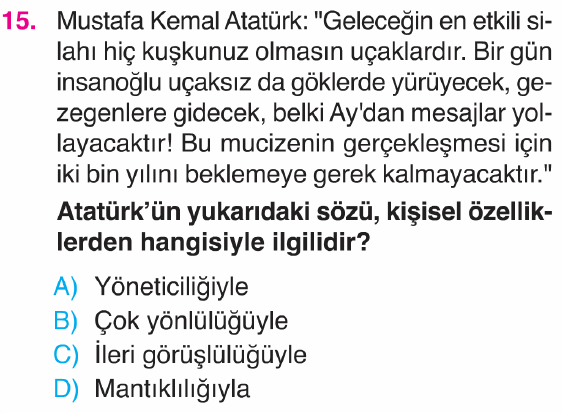 15. Mustafa Kemal Atatürk: "Geleceğin en etkili si-
lahı hiç kuşkunuz olmasın uçaklardır. Bir gün
insanoğlu uçaksız da göklerde yürüyecek, ge-
zegenlere gidecek, belki Ay'dan mesajlar yol-
layacaktır! Bu mucizenin gerçekleşmesi için
iki bin yılını beklemeye gerek kalmayacaktır."
Atatürk'ün yukarıdaki sözü, kişisel özellik-
lerden hangisiyle ilgilidir?
A) Yöneticiliğiyle
B) Çok yönlülüğüyle
C) İleri görüşlülüğüyle
D) Mantıklılığıyla